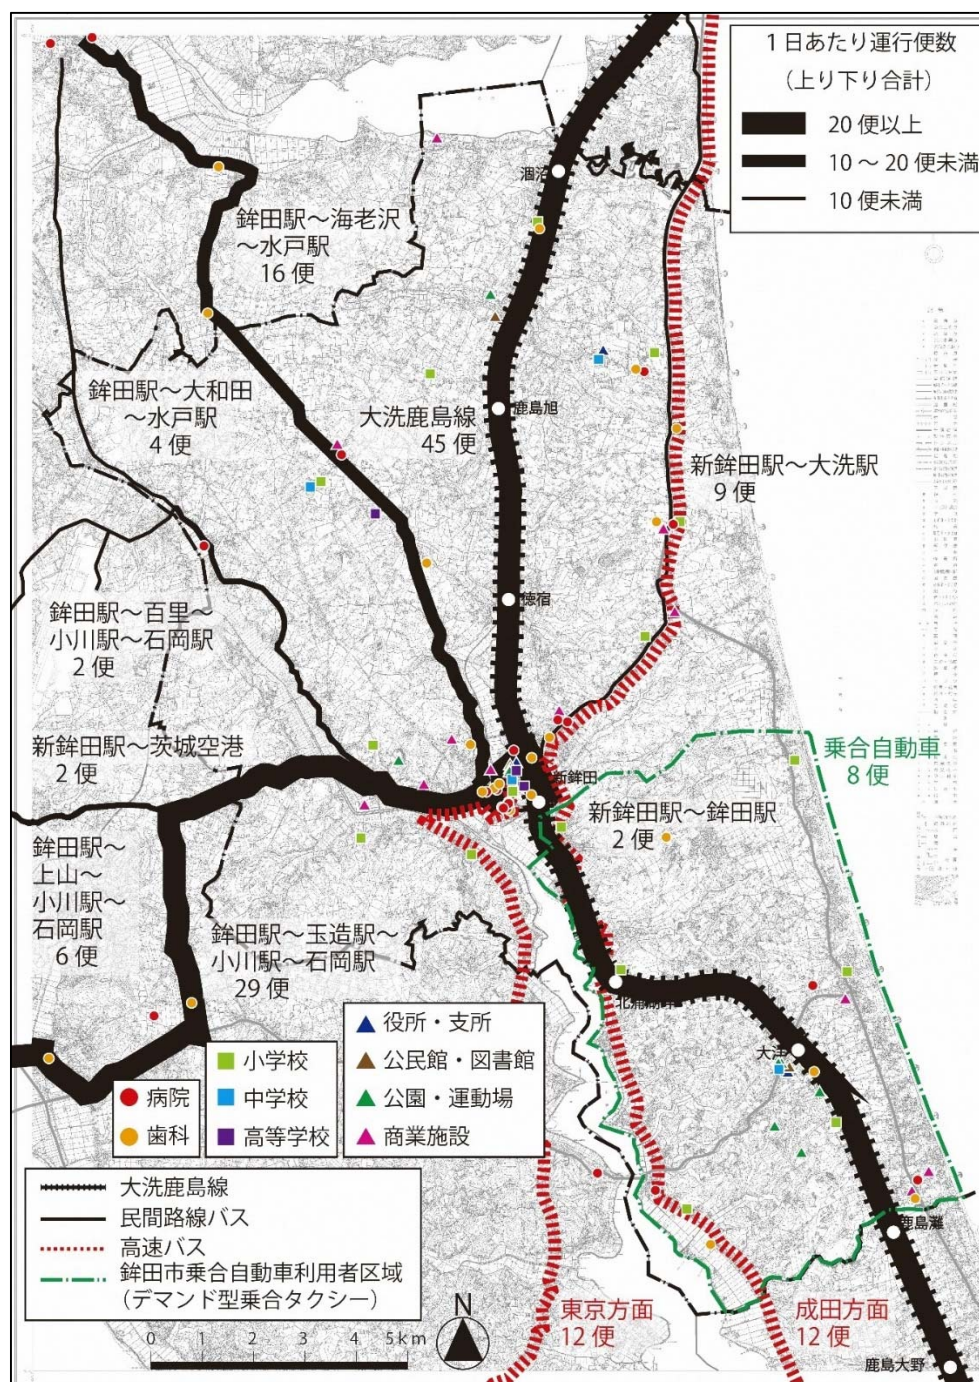 1日あたり運行便数
(上り下り合計)
20便以上
10～20便未満
10便未満
涸沼
鉾田駅～海老沢
～水戸駅
16便
鉾田駅～大和田
～水戸駅
4便
大洗鹿島線
45便
鹿島旭
新鉾田駅～大洗駅
9便
徳宿
鉾田駅～百里～
小川駅～石岡駅
2便
新鉾田駅～茨城空港
2便
新鉾田
乗合自動車
8便
新鉾田駅～鉾田駅
2便
鉾田駅～
上山～
小川駅～
石岡駅
6便
鉾田駅～玉造駅～
小川駅～石岡駅
29便
北浦湖岸
大洋
病院
歯科
小学校
中学校
高等学校
役所・支所
公民館・図書館
公園・運動場
商業施設
大洗鹿島線
民間路線バス
高速バス
鉾田市乗合自動車利用者区域
(デマンド型乗合タクシー)
0 1 2 3 4 5km
N
鹿島灘
東京方面
12便
成田方面
12便
鹿島大野